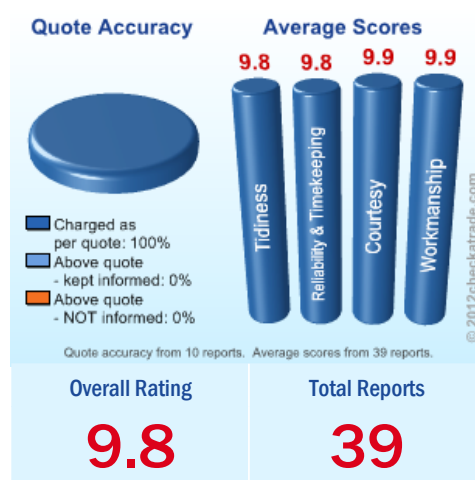 Quote Accuracy
Average Scores
9.8
9.8
9.9
9.9
Tidiness
Reliability & Timekeeping
Courtesy
Workmanship
Charged as
per quote: 100%
Above quote
- kept informed: 0%
Above quote
- NOT informed: 0%
© 2012checkatrade.com
Quote accuracy from 10 reports. Average scores from 39 reports.
Overall Rating
9.8
Total Reports
39